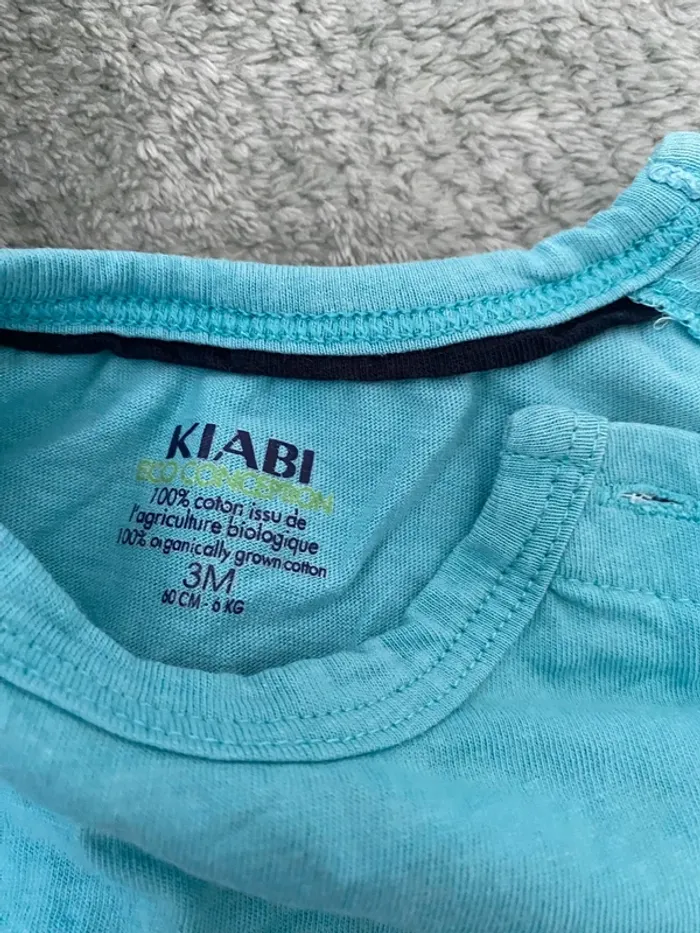 KIABI
ECO CONCEPTION
100% coton issu de
l'agriculture biologique
100% organically grown cotton
3M
60 CM - 6 KG